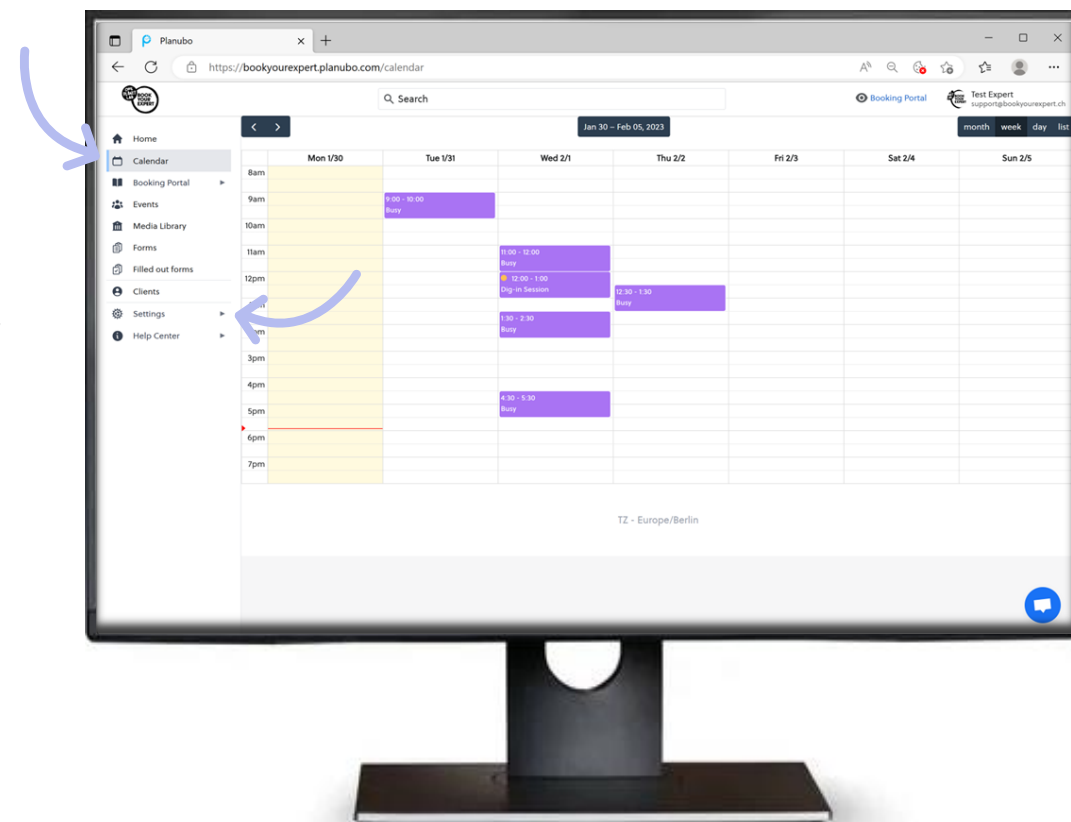 Planubo
https://bookyourexpert.planubo.com/calendar
BOOK
YOUR
EXPERT
Search
Booking Portal
Test Expert
support@bookyourexpert.ch
Jan 30 – Feb 05, 2023
month week day list
Home
Calendar
Booking Portal
Events
Media Library
Forms
Filled out forms
Clients
Settings
Help Center
Mon 1/30 Tue 1/31 Wed 2/1 Thu 2/2 Fri 2/3 Sat 2/4 Sun 2/5
8am
9am
9:00 - 10:00
Busy
10am
11am
11:00 - 12:00
Busy
12pm
12:00 - 1:00
Dig-in Session
12:30 - 1:30
Busy
1:30 - 2:30
Busy
3pm
4pm
4:30 - 5:30
Busy
5pm
6pm
7pm
TZ - Europe/Berlin